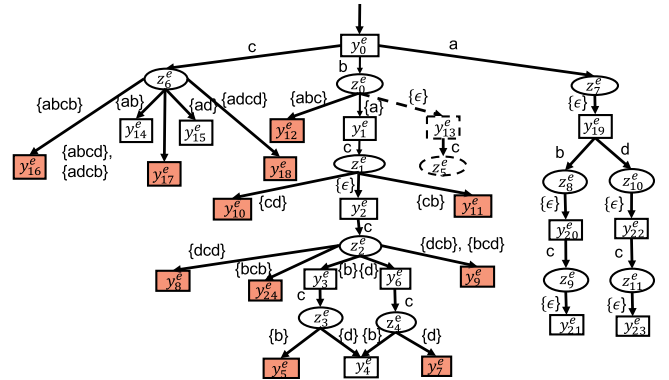 y_0^e
c
b
a
z_6^e
z_0^e
z_7^e
{abcb}
{ab}
{ad}
{adcd}
{abc}
{a}
{ϵ}
{ϵ}
y_14^e
y_15^e
y_12^e
y_1^e
y_13^e
y_19^e
{abcd},
{adcb}
c
c
b
d
y_16^e
y_17^e
y_18^e
z_1^e
z_5^e
z_8^e
z_10^e
{cd}
{ϵ}
{cb}
{ϵ}
{ϵ}
y_10^e
y_2^e
y_11^e
y_20^e
y_22^e
c
c
c
{dcd}
{bcb}
z_2^e
{dcb}, {bcd}
{b}
{d}
y_8^e
y_24^e
y_3^e
y_6^e
y_9^e
z_9^e
z_11^e
c
c
{ϵ}
{ϵ}
z_3^e
z_4^e
y_21^e
y_23^e
{b}
{d}
{b}
{d}
y_5^e
y_4^e
y_7^e